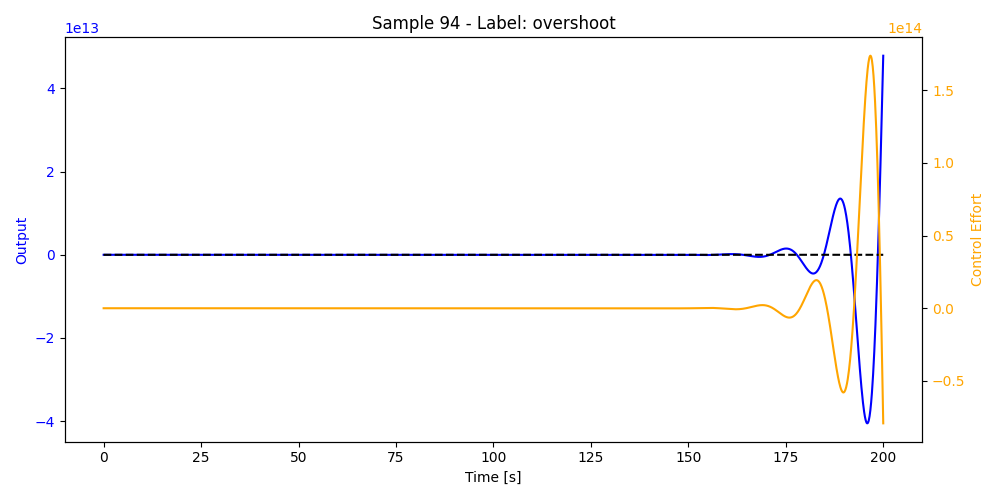 Sample 94 - Label: overshoot
1e13
1e14
4
2
0
−2
−4
Output
1.5
1.0
0.5
0.0
−0.5
Control Effort
0 25 50 75 100 125 150 175 200
Time [s]